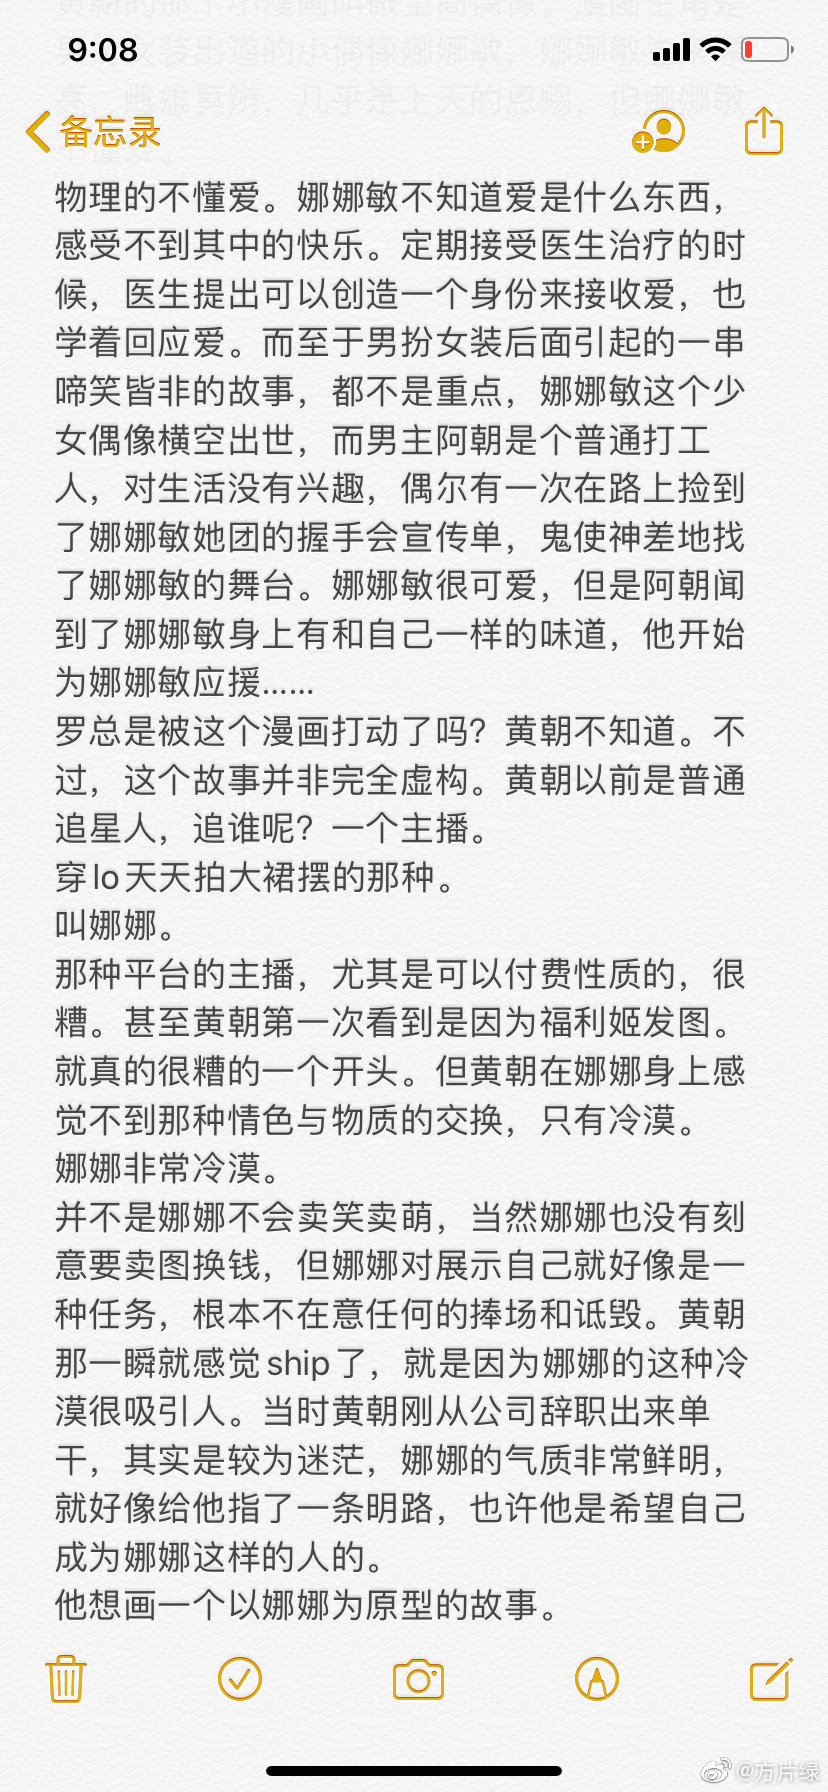 9:08
备忘录
物理的不懂爱。娜娜敏不知道爱是什么东西，
感受不到其中的快乐。定期接受医生治疗的时
候，医生提出可以创造一个身份来接收爱，也
学着回应爱。而至于男扮女装后面引起的一串
啼笑皆非的故事，都不是重点，娜娜敏这个少
女偶像横空出世，而男主阿朝是个普通打工
人，对生活没有兴趣，偶尔有一次在路上捡到
了娜娜敏她团的握手会宣传单，鬼使神差地找
了娜娜敏的舞台。娜娜敏很可爱，但是阿朝闻
到了娜娜敏身上有和自己一样的味道，他开始
为娜娜敏应援……
罗总是被这个漫画打动了吗？黄朝不知道。不
过，这个故事并非完全虚构。黄朝以前是普通
追星人，追谁呢？一个主播。
穿lo天天拍大裙摆的那种。
叫娜娜。
那种平台的主播，尤其是可以付费性质的，很
糟。甚至黄朝第一次看到是因为福利姬发图。
就真的很糟的一个开头。但黄朝在娜娜身上感
觉不到那种情色与物质的交换，只有冷漠。
娜娜非常冷漠。
并不是娜娜不会卖笑卖萌，当然娜娜也没有刻
意要卖图换钱，但娜娜对展示自己就好像是一
种任务，根本不在意任何的捧场和诋毁。黄朝
那一瞬就感觉ship了，就是因为娜娜的这种冷
漠很吸引人。当时黄朝刚从公司辞职出来单
干，其实是较为迷茫，娜娜的气质非常鲜明，
就好像给他指了一条明路，也许他是希望自己
成为娜娜这样的人的。
他想画一个以娜娜为原型的故事。
@方片绿